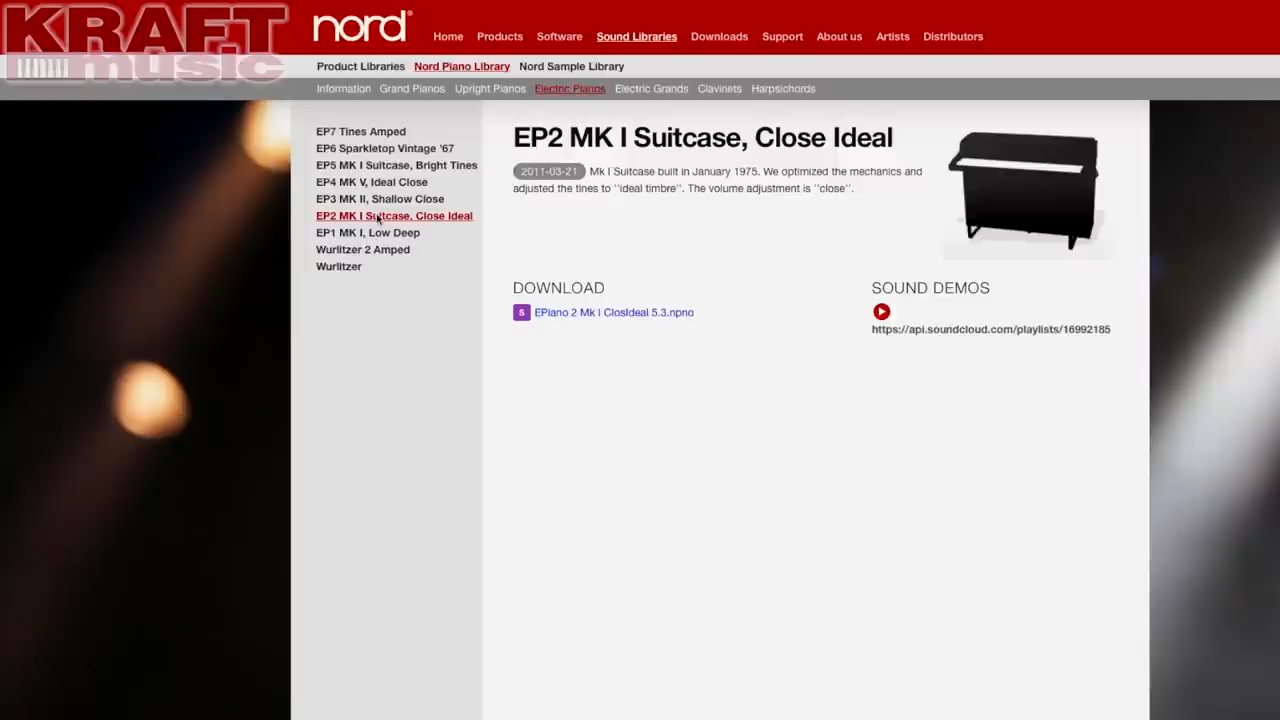 KRAFT
music
nord®
Home Products Software Sound Libraries Downloads Support About us Artists Distributors
Product Libraries Nord Piano Library Nord Sample Library
Information Grand Pianos Upright Pianos Electric Pianos Electric Grands Clavinets Harpsichords
EP7 Tines Amped
EP6 Sparkletop Vintage '67
EP5 MK I Suitcase, Bright Tines
EP4 MK V, Ideal Close
EP3 MK II, Shallow Close
EP2 MK I Suitcase, Close Ideal
EP1 MK I, Low Deep
Wurlitzer 2 Amped
Wurlitzer
EP2 MK I Suitcase, Close Ideal
2011-03-21 Mk I Suitcase built in January 1975. We optimized the mechanics and
adjusted the tines to ''ideal timbre''. The volume adjustment is ''close''.
DOWNLOAD
S EPiano 2 Mk I ClosIdeal 5.3.npno
SOUND DEMOS
https://api.soundcloud.com/playlists/16992185